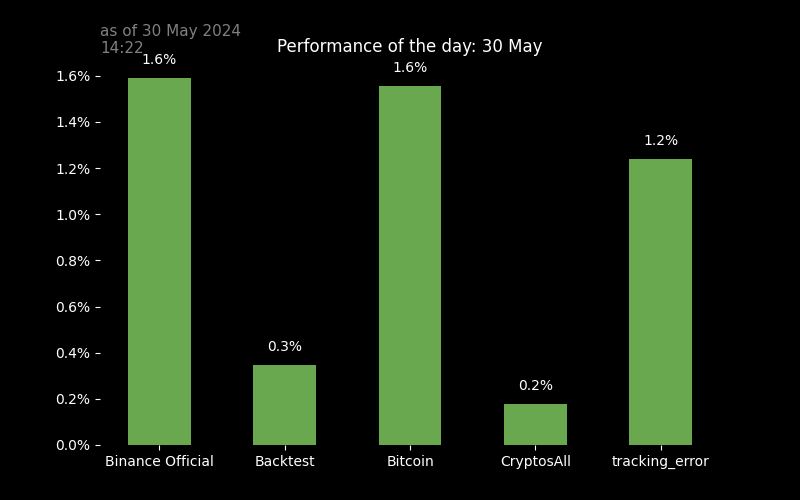 as of 30 May 2024
14:22
Performance of the day: 30 May
1.6%
1.6%
1.6%
1.4%
1.2%
1.2%
1.0%
0.8%
0.6%
0.3%
0.4%
0.2%
0.2%
0.0%
Binance Official
Backtest
Bitcoin
CryptosAll
tracking_error